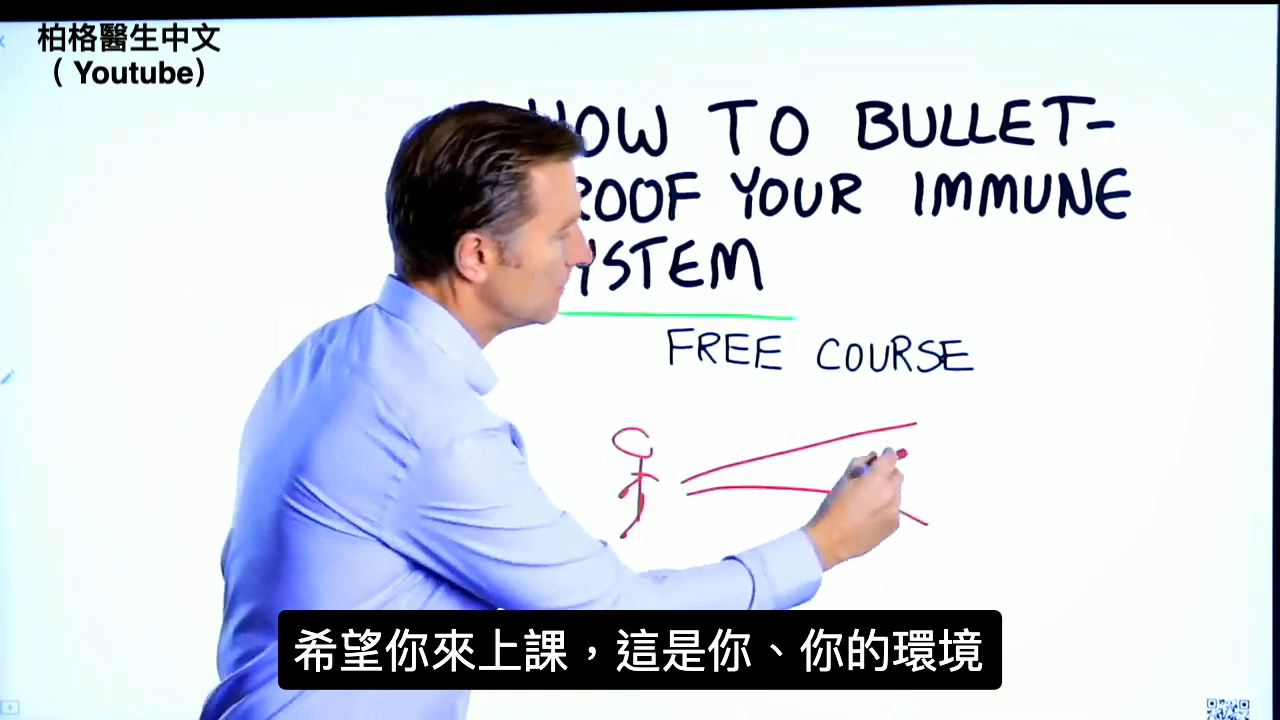 柏格醫生中文
（ Youtube）
HOW TO BULLET-
ROOF YOUR IMMUNE
YSTEM
FREE COURSE
希望你來上課，這是你、你的環境